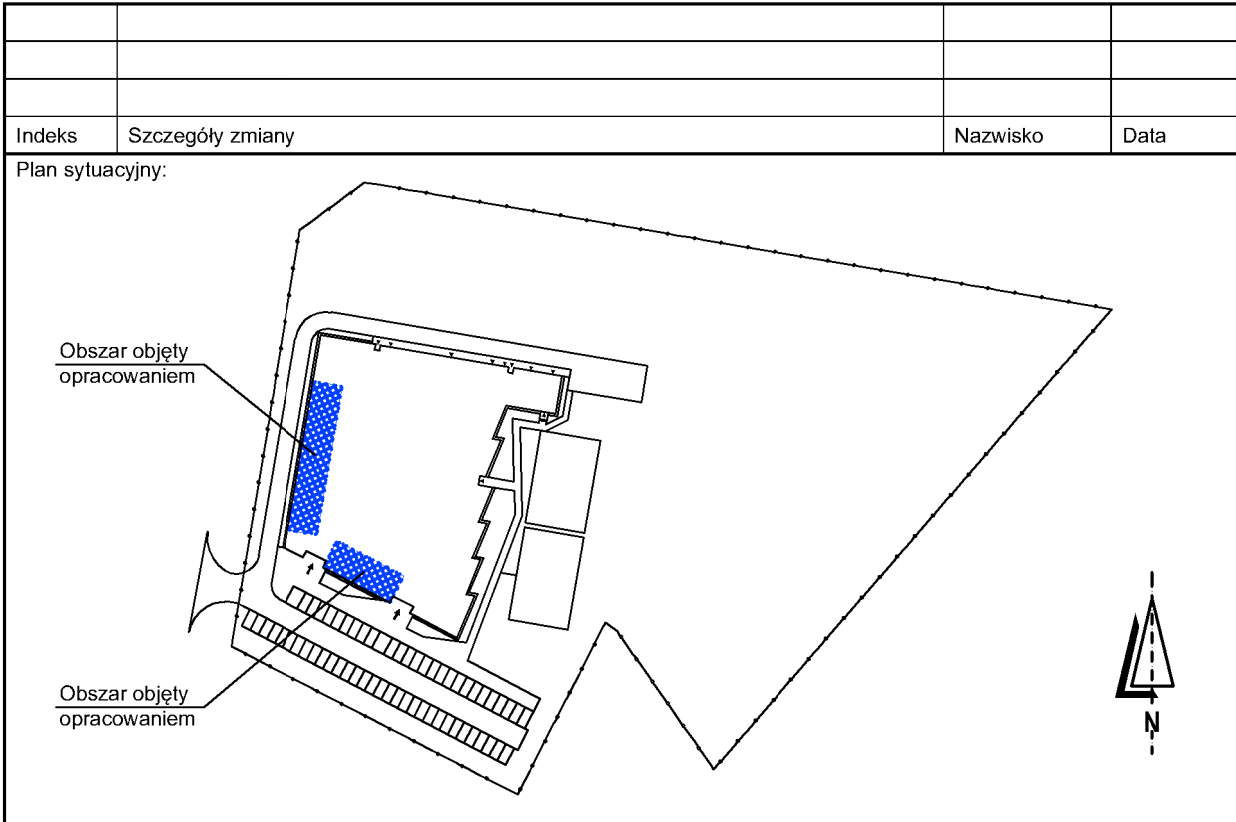 Indeks Szczegóły zmiany Nazwisko Data
Plan sytuacyjny:
Obszar objęty
opracowaniem
Obszar objęty
opracowaniem
N